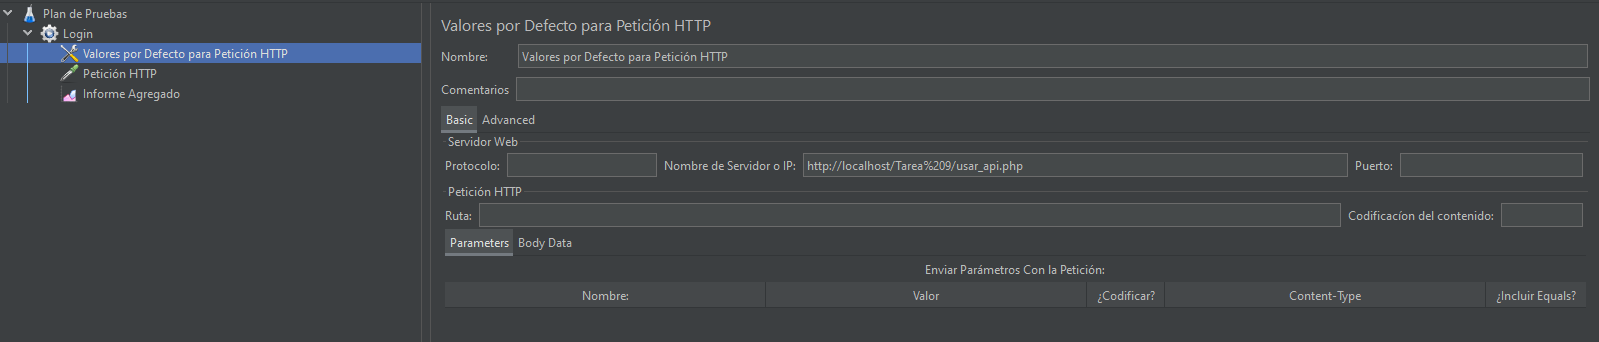 Plan de Pruebas
Login
Valores por Defecto para Petición HTTP
Petición HTTP
Informe Agregado
Valores por Defecto para Petición HTTP
Nombre: Valores por Defecto para Petición HTTP
Comentarios
Basic Advanced
Servidor Web
Protocolo: Nombre de Servidor o IP: http://localhost/Tarea%209/usar_api.php Puerto:
Petición HTTP
Ruta: Codificacíon del contenido:
Parameters Body Data
Enviar Parámetros Con la Petición:
Nombre: Valor ¿Codificar? Content-Type ¿Incluir Equals?